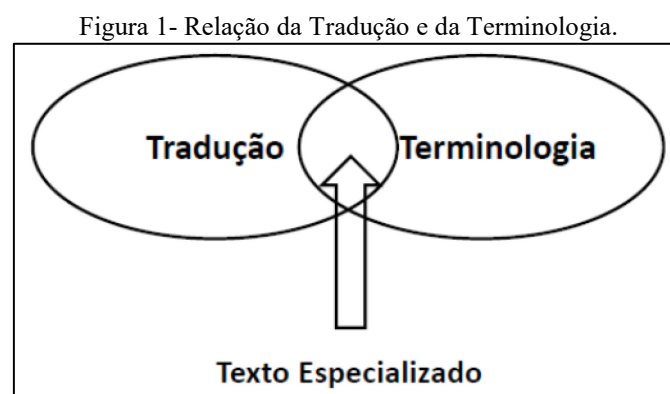 Figura 1- Relação da Tradução e da Terminologia.
Tradução
Terminologia
Texto Especializado